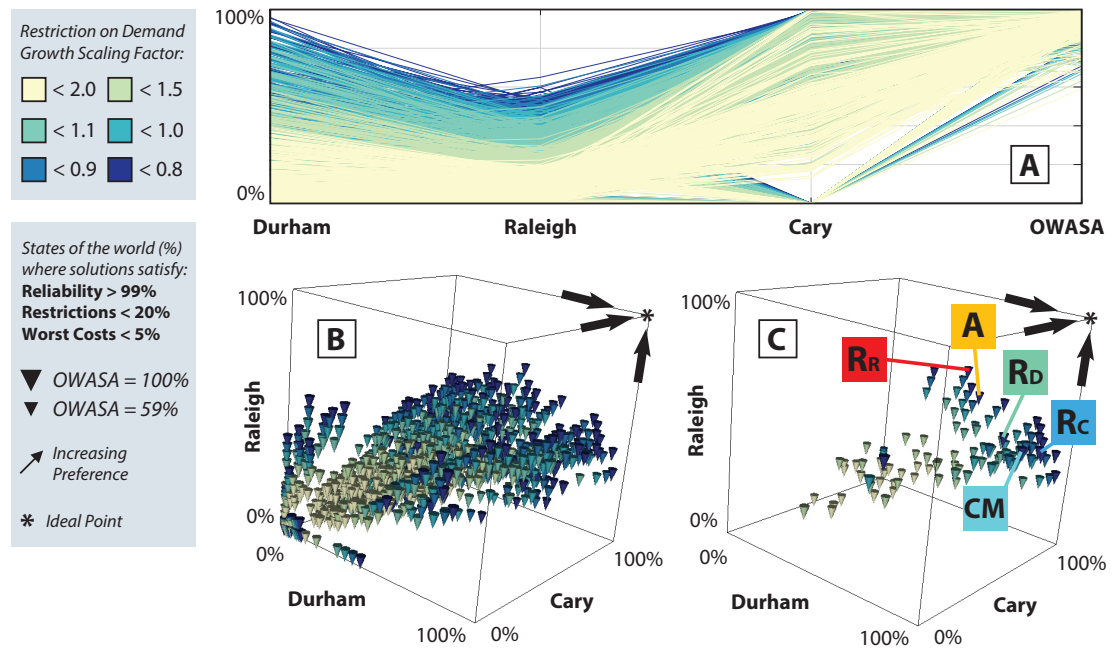 Restriction on Demand
Growth Scaling Factor:
< 2.0 < 1.5
< 1.1 < 1.0
< 0.9 < 0.8
States of the world (%)
where solutions satisfy:
Reliability > 99%
Restrictions < 20%
Worst Costs < 5%
OWASA = 100%
OWASA = 59%
Increasing
Preference
* Ideal Point
100%
0%
A
Durham Raleigh Cary OWASA
100%
B
*
Raleigh
0%
0%
Durham
100%
0%
Cary
100%
100%
C
*
A
RR
RD
RC
CM
Raleigh
0%
0%
Durham
100%
0%
Cary
100%